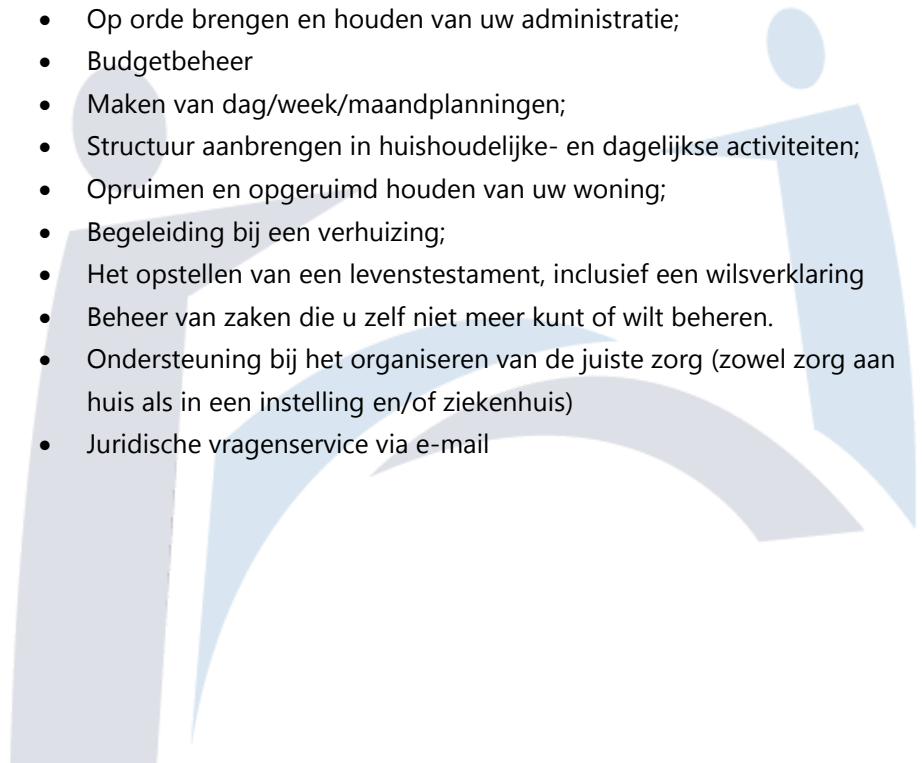 • Op orde brengen en houden van uw administratie;
• Budgetbeheer
• Maken van dag/week/maandplanningen;
• Structuur aanbrengen in huishoudelijke- en dagelijkse activiteiten;
• Opruimen en opgeruimd houden van uw woning;
• Begeleiding bij een verhuizing;
• Het opstellen van een levenstestament, inclusief een wilsverklaring
• Beheer van zaken die u zelf niet meer kunt of wilt beheren.
• Ondersteuning bij het organiseren van de juiste zorg (zowel zorg aan
huis als in een instelling en/of ziekenhuis)
• Juridische vragenservice via e-mail